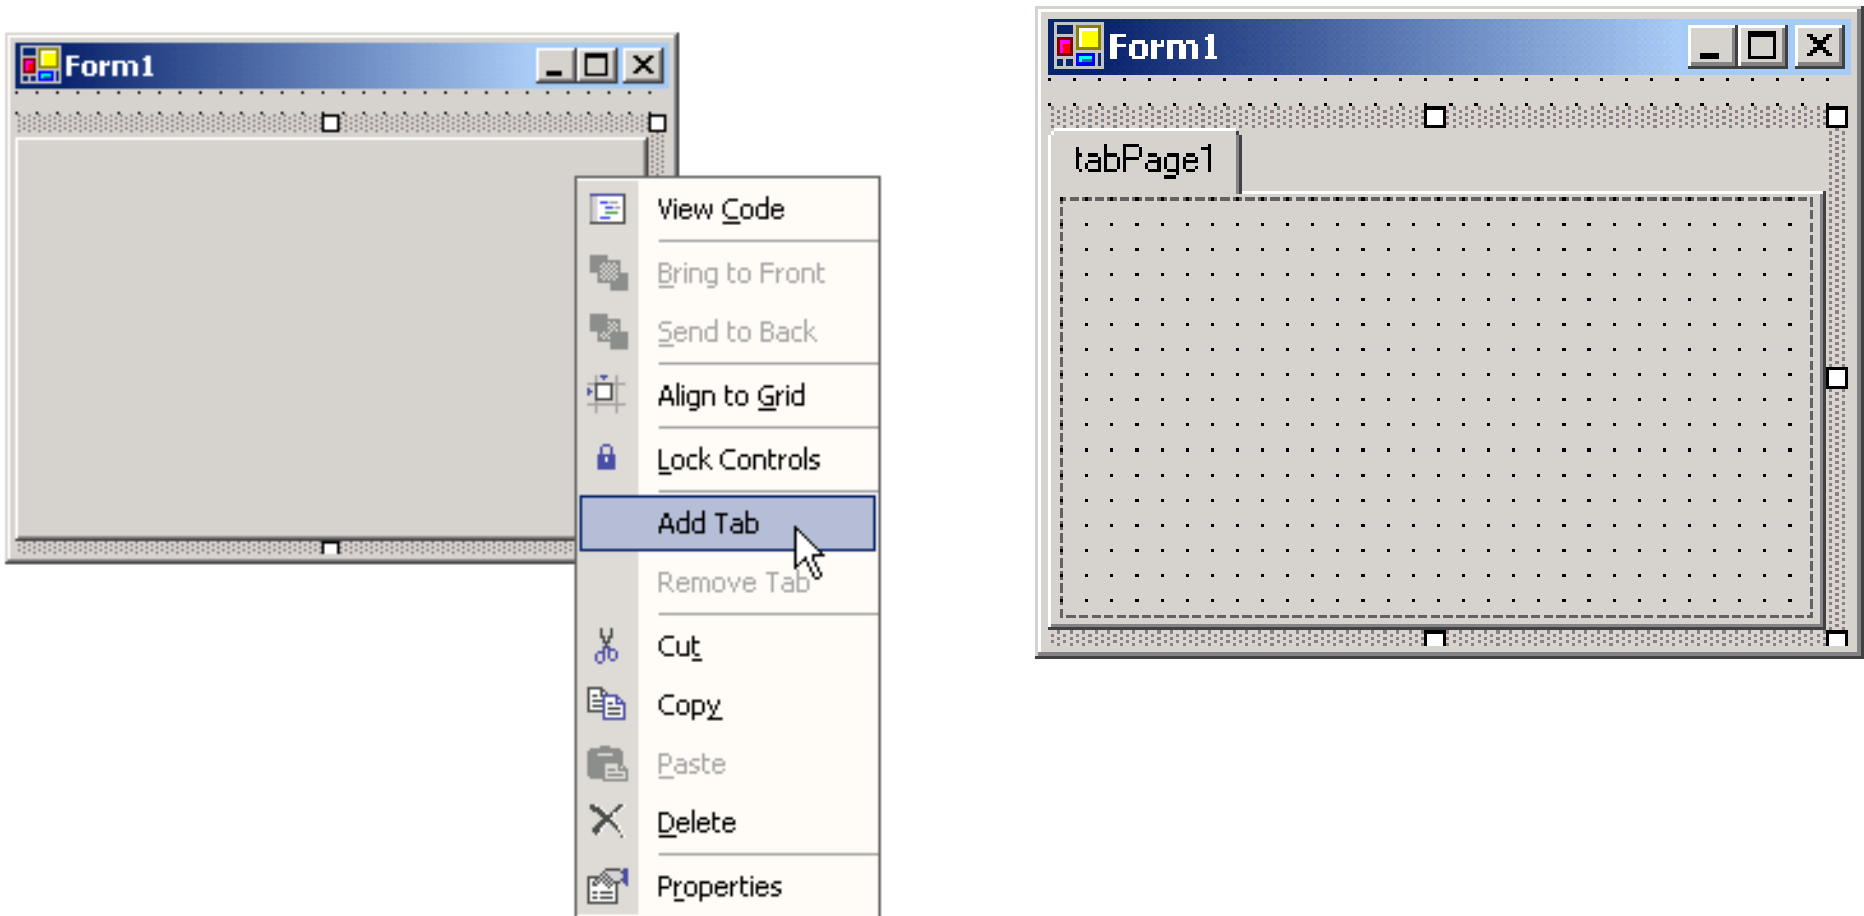 Form1
View Code
Bring to Front
Send to Back
Align to Grid
Lock Controls
Add Tab
Remove Tab
Cut
Copy
Paste
Delete
Properties
Form1
tabPage1